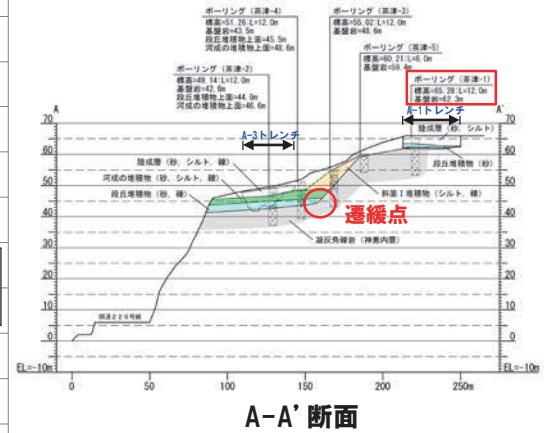 ボーリング (茶津-4)
標高=51.26:L=12.0m
基盤岩=43.5m
段丘堆積物上面=45.5m
河成の堆積物上面=48.6m
ボーリング (茶津-3)
標高=55.02:L=12.0m
基盤岩=48.6m
ボーリング (茶津-5)
標高=60.21:L=6.0m
基盤岩=59.4m
ボーリング (茶津-2)
標高=49.14:L=12.0m
基盤岩=42.6m
段丘堆積物上面=44.9m
河成の堆積物上面=46.6m
ボーリング (茶津-1)
標高=65.28:L=12.0m
基盤岩=62.3m
A
A'
A-3トレンチ
A-1トレンチ
陸成層 (砂、シルト)
陸成層 (砂、シルト、礫)
河成の堆積物 (砂、シルト、礫)
段丘堆積物 (砂、礫)
段丘堆積物 (砂)
斜面Ⅰ堆積物 (シルト、礫)
遷緩点
凝灰角礫岩 (神恵内層)
国道229号線
70
60
50
40
30
20
10
0
EL=-10m
70
60
50
40
30
20
10
0
EL=-10m
0
50
100
150
200
250m
A-A' 断面